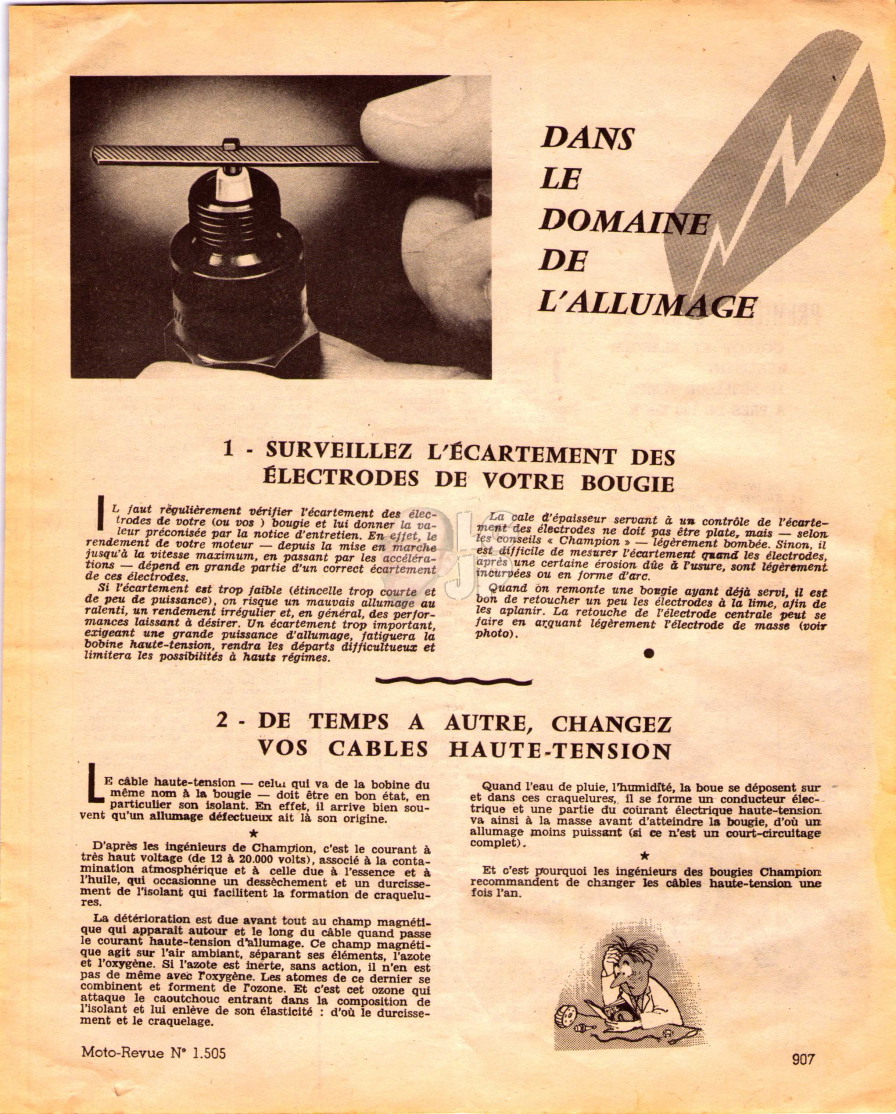 DANS
LE
DOMAINE
DE
L'ALLUMAGE
1 - SURVEILLEZ L'ÉCARTEMENT DES
ÉLECTRODES DE VOTRE BOUGIE
IL faut régulièrement vérifier l'écartement des élec-
trodes de votre (ou vos ) bougie et lui donner la va-
leur préconisée par la notice d'entretien. En effet, le
rendement de votre moteur — depuis la mise en marche
jusqu'à la vitesse maximum, en passant par les accéléra-
tions — dépend en grande partie d'un correct écartement
de ces électrodes.
Si l'écartement est trop faible (étincelle trop courte et
de peu de puissance), on risque un mauvais allumage au
ralenti, un rendement irrégulier et, en général, des perfor-
mances laissant à désirer. Un écartement trop important,
exigeant une grande puissance d'allumage, fatiguera la
bobine haute-tension, rendra les départs difficultueux et
limitera les possibilités à hauts régimes.
La cale d'épaisseur servant à un contrôle de l'écarte-
ment des électrodes ne doit pas être plate, mais — selon
les conseils « Champion » — légèrement bombée. Sinon, il
est difficile de mesurer l'écartement quand les électrodes,
après une certaine érosion dûe à l'usure, sont légèrement
incurvées ou en forme d'arc.
Quand on remonte une bougie ayant déjà servi, il est
bon de retoucher un peu les électrodes à la lime, afin de
les aplanir. La retouche de l'électrode centrale peut se
faire en arquant légèrement l'électrode de masse (voir
photo).
2 - DE TEMPS A AUTRE, CHANGEZ
VOS CABLES HAUTE-TENSION
LE câble haute-tension — celui qui va de la bobine du
même nom à la bougie — doit être en bon état, en
particulier son isolant. En effet, il arrive bien sou-
vent qu'un allumage défectueux ait là son origine.
★
D'après les ingénieurs de Champion, c'est le courant à
très haut voltage (de 12 à 20.000 volts), associé à la conta-
mination atmosphérique et à celle due à l'essence et à
l'huile, qui occasionne un dessèchement et un durcisse-
ment de l'isolant qui facilitent la formation de craquelu-
res.
La détérioration est due avant tout au champ magnéti-
que qui apparait autour et le long du câble quand passe
le courant haute-tension d'allumage. Ce champ magnéti-
que agit sur l'air ambiant, séparant ses éléments, l'azote
et l'oxygène. Si l'azote est inerte, sans action, il n'en est
pas de même avec l'oxygène. Les atomes de ce dernier se
combinent et forment de l'ozone. Et c'est cet ozone qui
attaque le caoutchouc entrant dans la composition de
l'isolant et lui enlève de son élasticité : d'où le durcisse-
ment et le craquelage.
Quand l'eau de pluie, l'humidité, la boue se déposent sur
et dans ces craquelures, il se forme un conducteur élec-
trique et une partie du courant électrique haute-tension
va ainsi à la masse avant d'atteindre la bougie, d'où un
allumage moins puissant (si ce n'est un court-circuitage
complet).
★
Et c'est pourquoi les ingénieurs des bougies Champion
recommandent de changer les câbles haute-tension une
fois l'an.
Moto-Revue N° 1.505
907